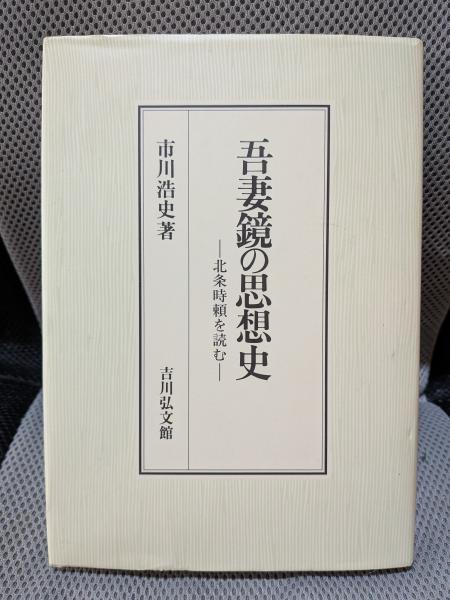 吾妻鏡の思想史
―北条時頼を読む―
市川浩史著
吉川弘文館